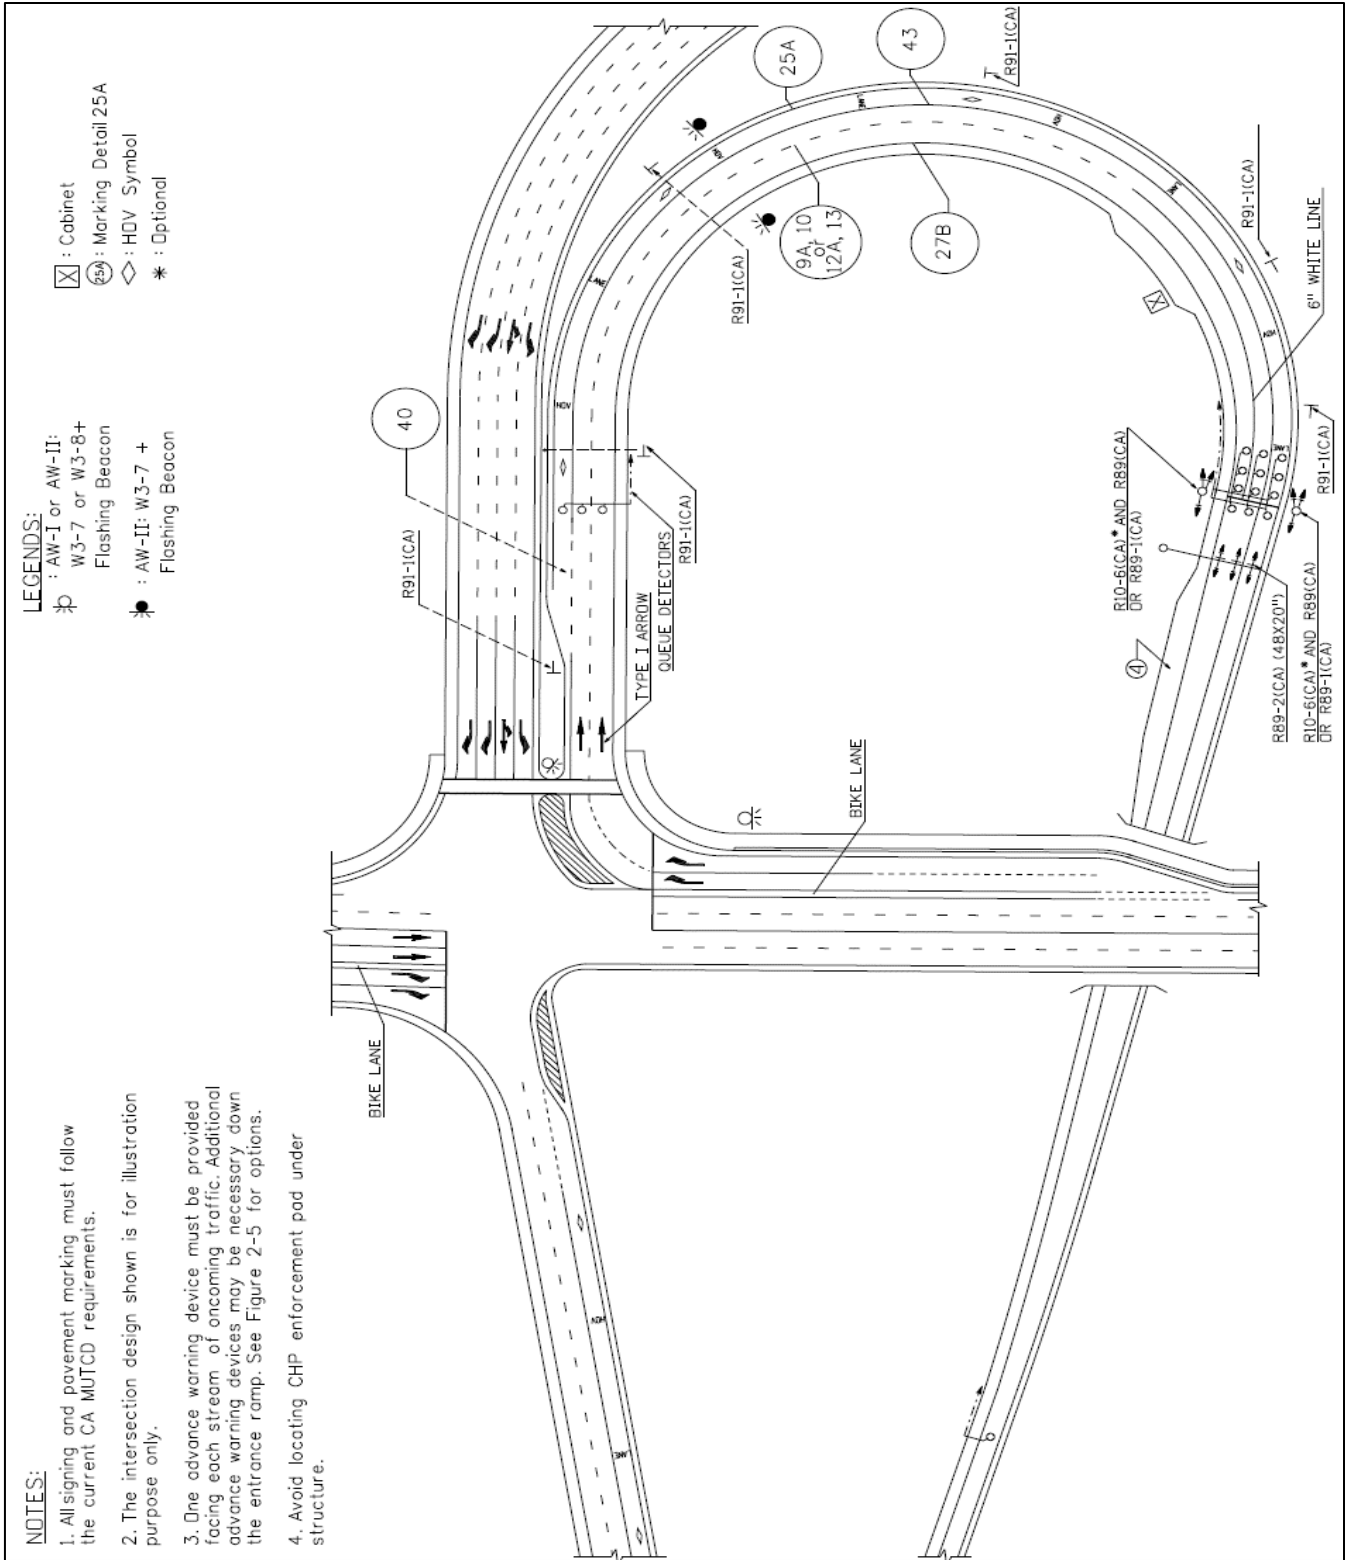 NOTES:
1. All signing and pavement marking must follow
the current CA MUTCD requirements.
2. The intersection design shown is for illustration
purpose only.
3. One advance warning device must be provided
facing each stream of oncoming traffic. Additional
advance warning devices may be necessary down
the entrance ramp. See Figure 2-5 for options.
4. Avoid locating CHP enforcement pad under
structure.
LEGENDS:
: AW-I or AW-II:
W3-7 or W3-8+
Flashing Beacon
: AW-II: W3-7 +
Flashing Beacon
X : Cabinet
25A : Marking Detail 25A
: HOV Symbol
* : Optional
BIKE LANE
R91-1(CA)
40
TYPE I ARROW
QUEUE DETECTORS
R91-1(CA)
R91-1(CA)
25A
43
R91-1(CA)
9A, 10
or
12A, 13
27B
R91-1(CA)
6" WHITE LINE
R91-1(CA)
R10-6(CA)* AND R89(CA)
OR R89-1(CA)
4
R89-2(CA) (48X20")
R10-6(CA)* AND R89(CA)
OR R89-1(CA)
BIKE LANE
X
HOV
LANE
HOV
LANE
HOV
LANE
HOV
LANE
HOV
LANE